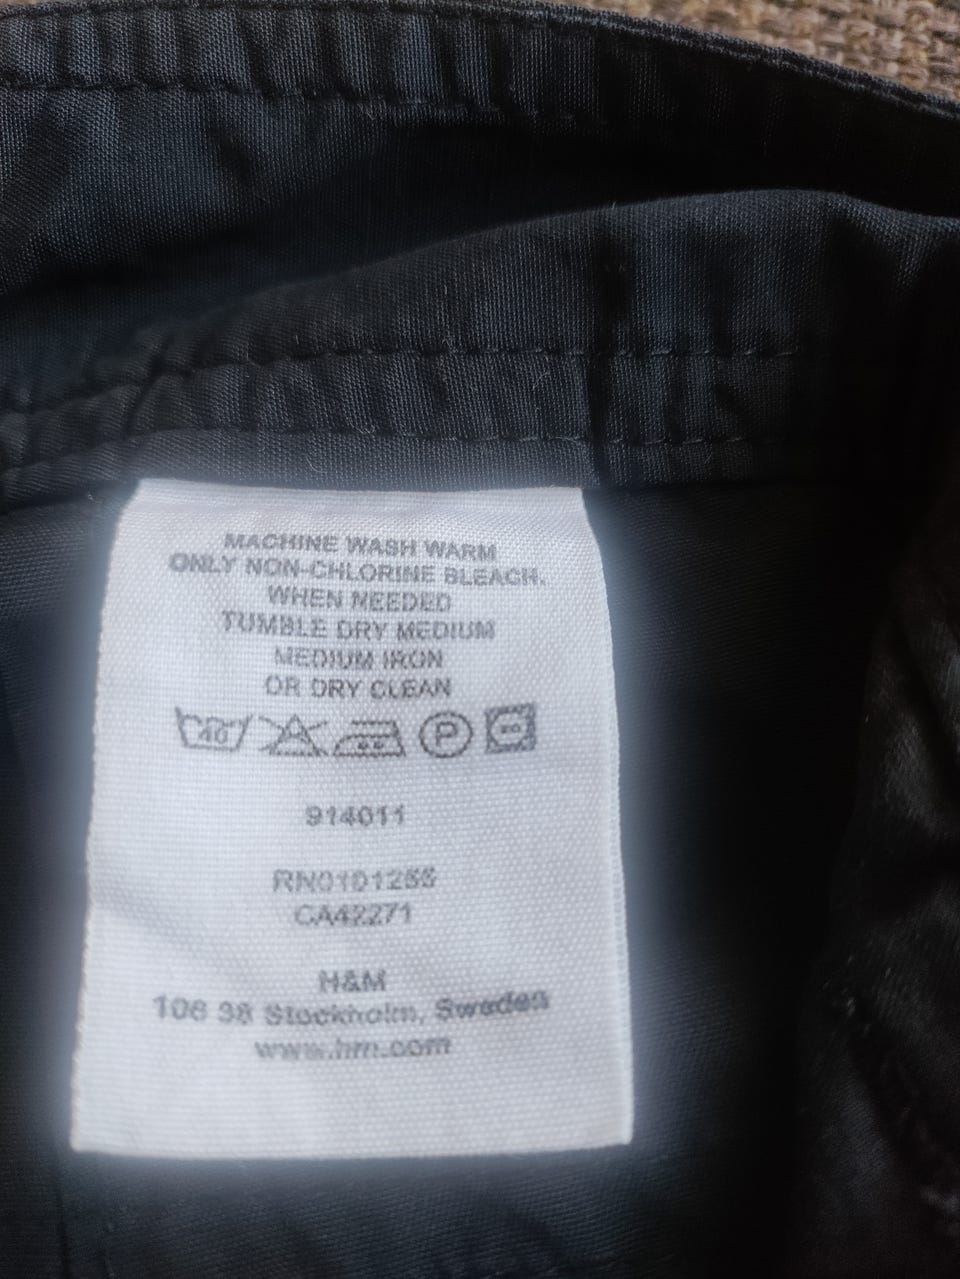 MACHINE WASH WARM
ONLY NON-CHLORINE BLEACH.
WHEN NEEDED
TUMBLE DRY MEDIUM
MEDIUM IRON
OR DRY CLEAN
40 P
914011
RN0101255
CA42271
H&M
106 38 Stockholm, Sweden
www.hm.com